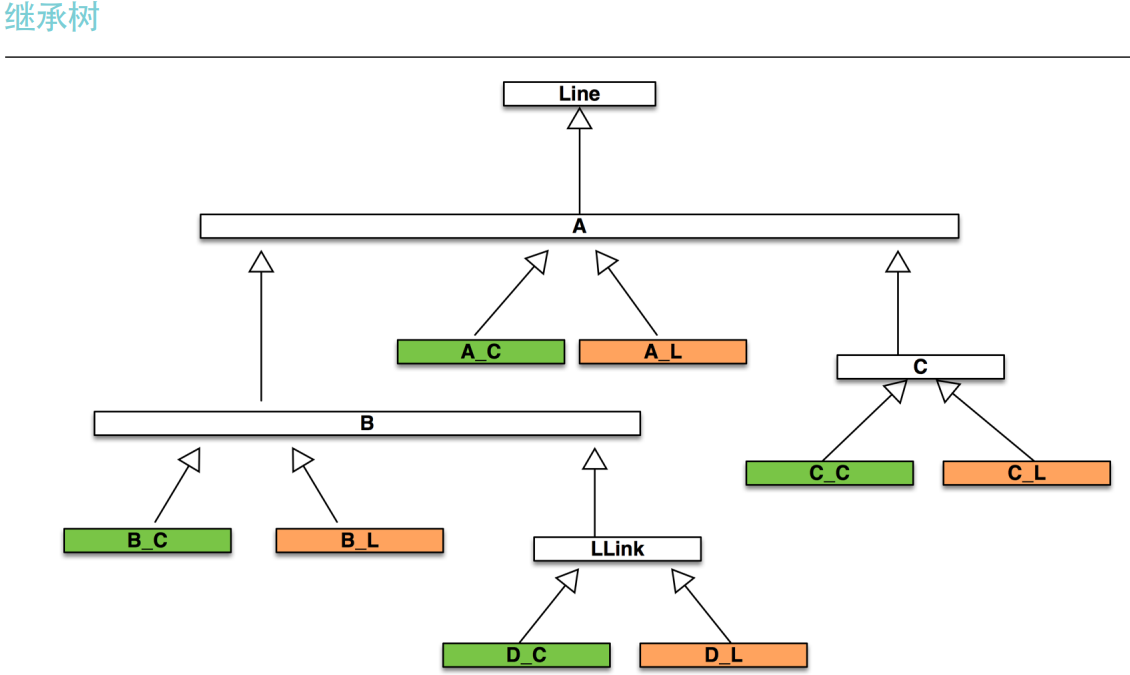 继承树
Line
A
A_C
A_L
C
B
C_C
C_L
B_C
B_L
LLink
D_C
D_L